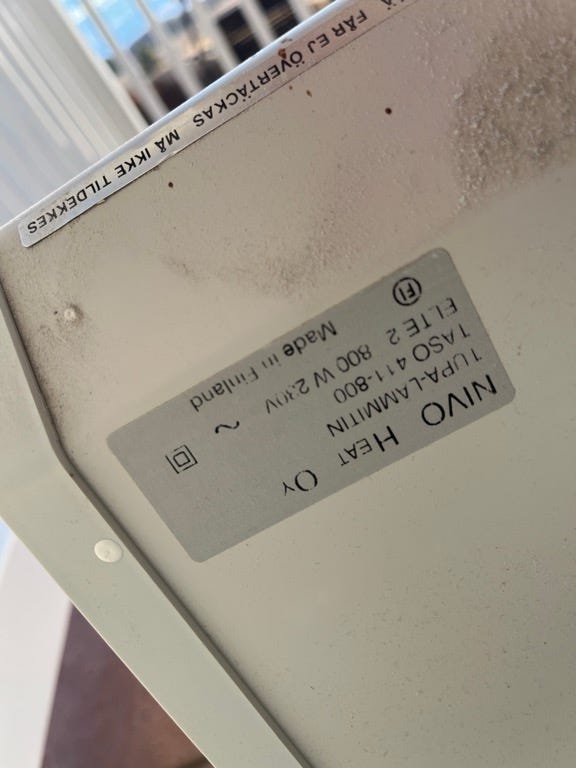 NIVO HEAT OY
TUPA-LÄMMITIN
TASO 411-800
ELTE 2 800 W 230V ~
FI Made in Finland
FÅR EJ ÖVERTÄCKAS MÅ IKKE TILDEKKES